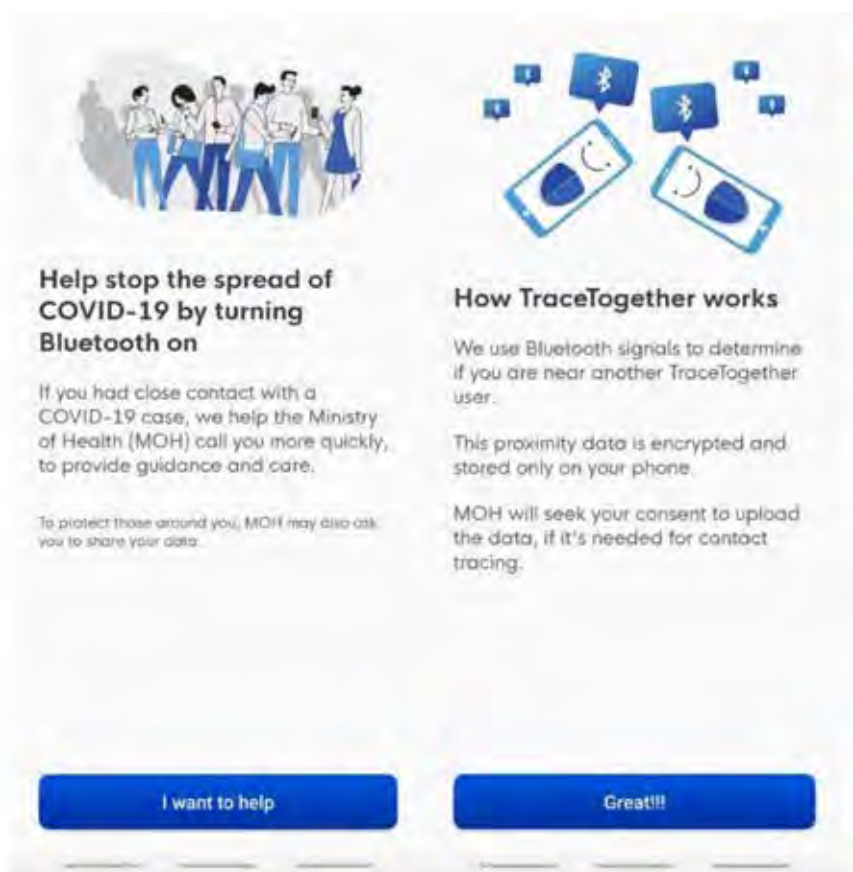 Help stop the spread of
COVID-19 by turning
Bluetooth on
If you had close contact with a
COVID-19 case, we help the Ministry
of Health (MOH) call you more quickly,
to provide guidance and care.
To protect those around you, MOH may also ask
you to share your data.
I want to help
How TraceTogether works
We use Bluetooth signals to determine
if you are near another TraceTogether
user.
This proximity data is encrypted and
stored only on your phone.
MOH will seek your consent to upload
the data, if it's needed for contact
tracing.
Great!!!